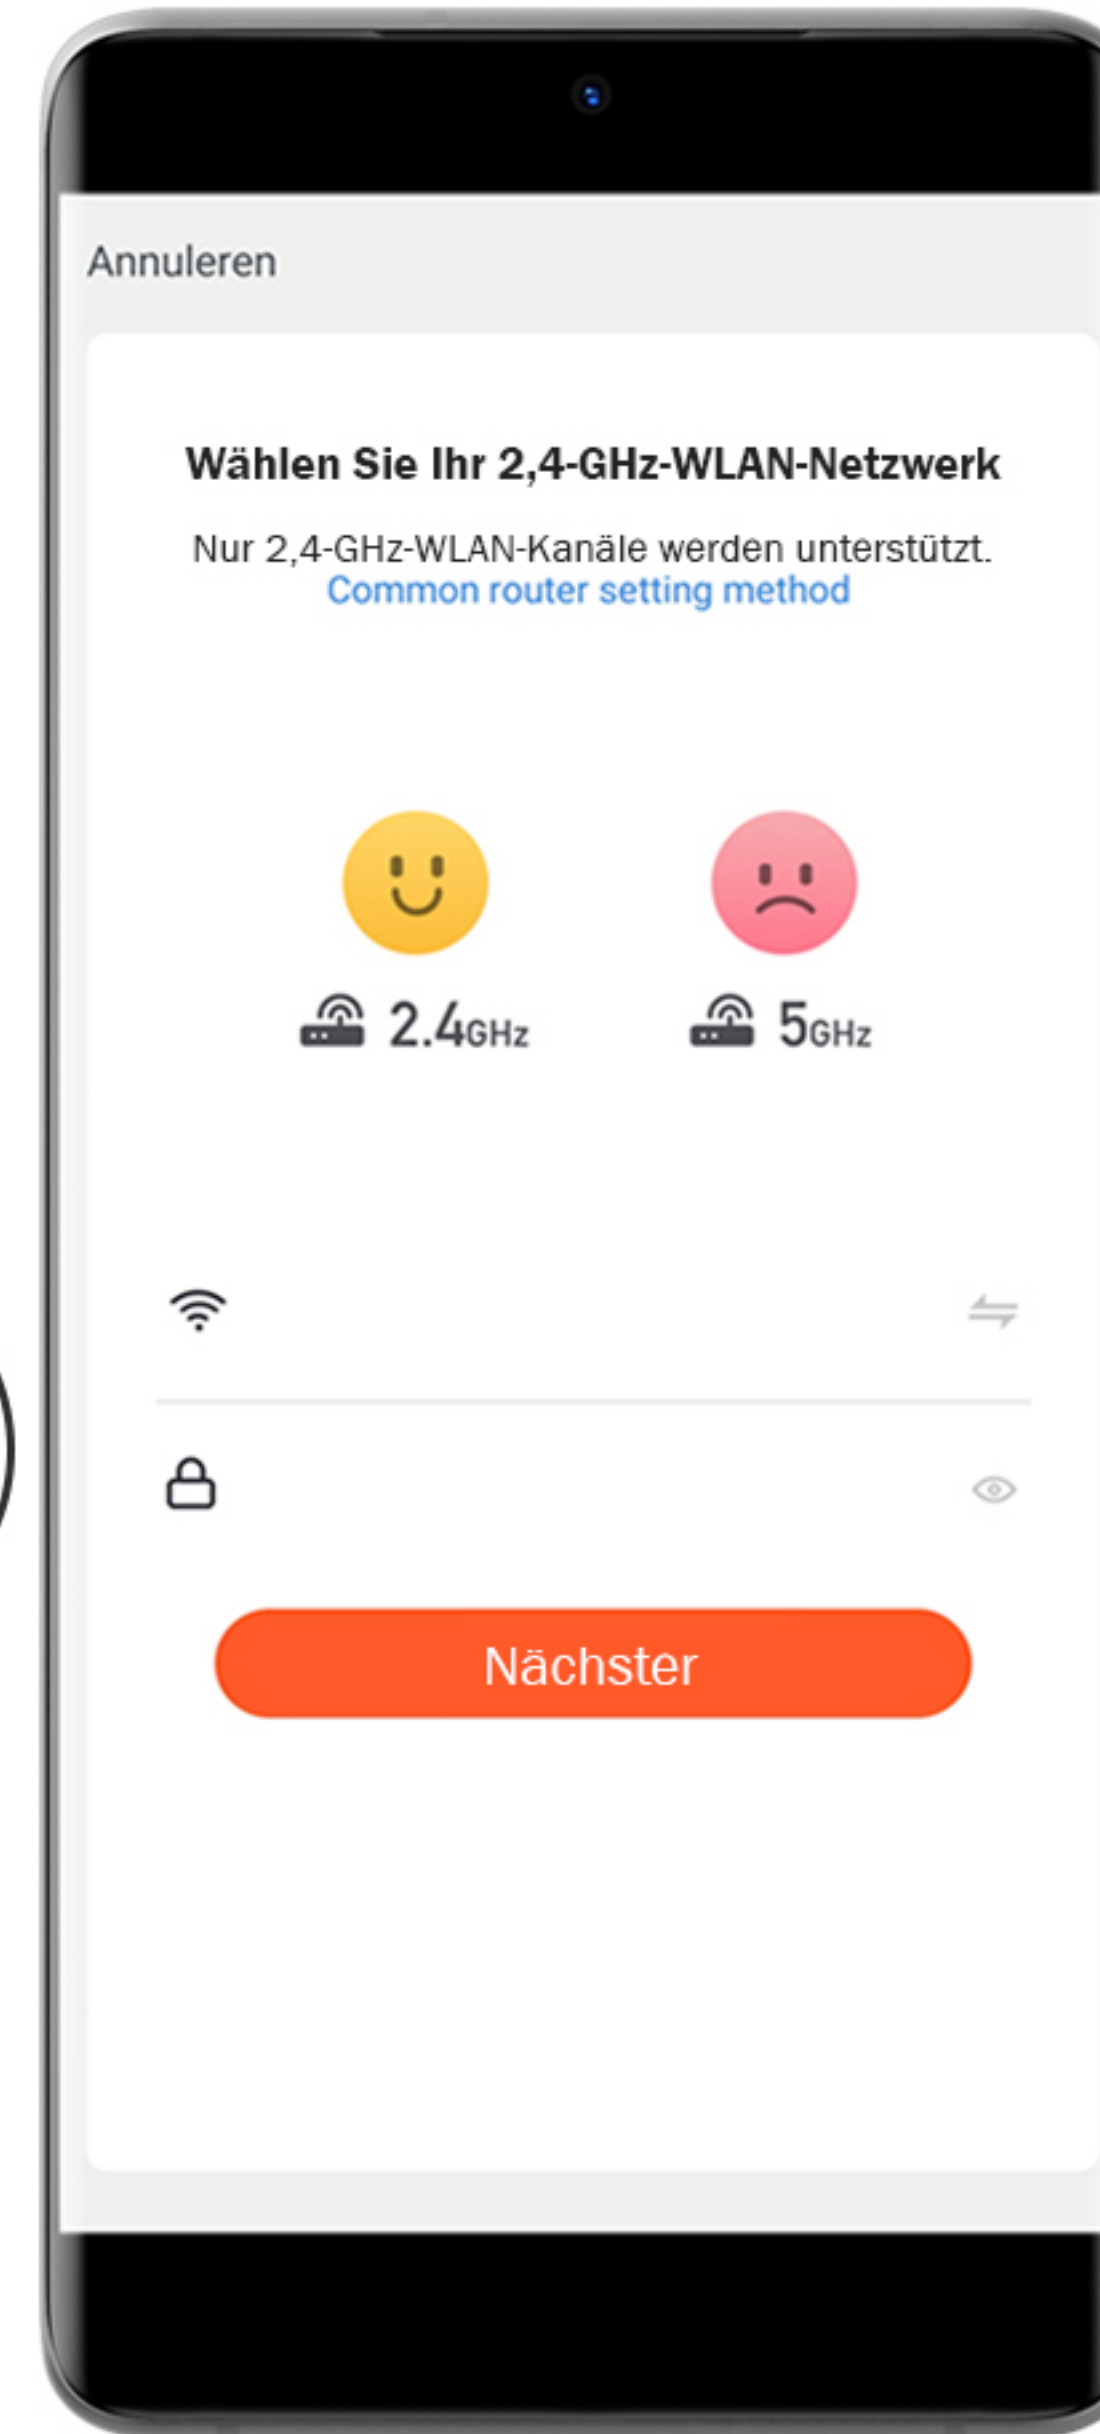 Annuleren
Wählen Sie Ihr 2,4-GHz-WLAN-Netzwerk
Nur 2,4-GHz-WLAN-Kanäle werden unterstützt.
Common router setting method
2.4GHz 5GHz
Nächster